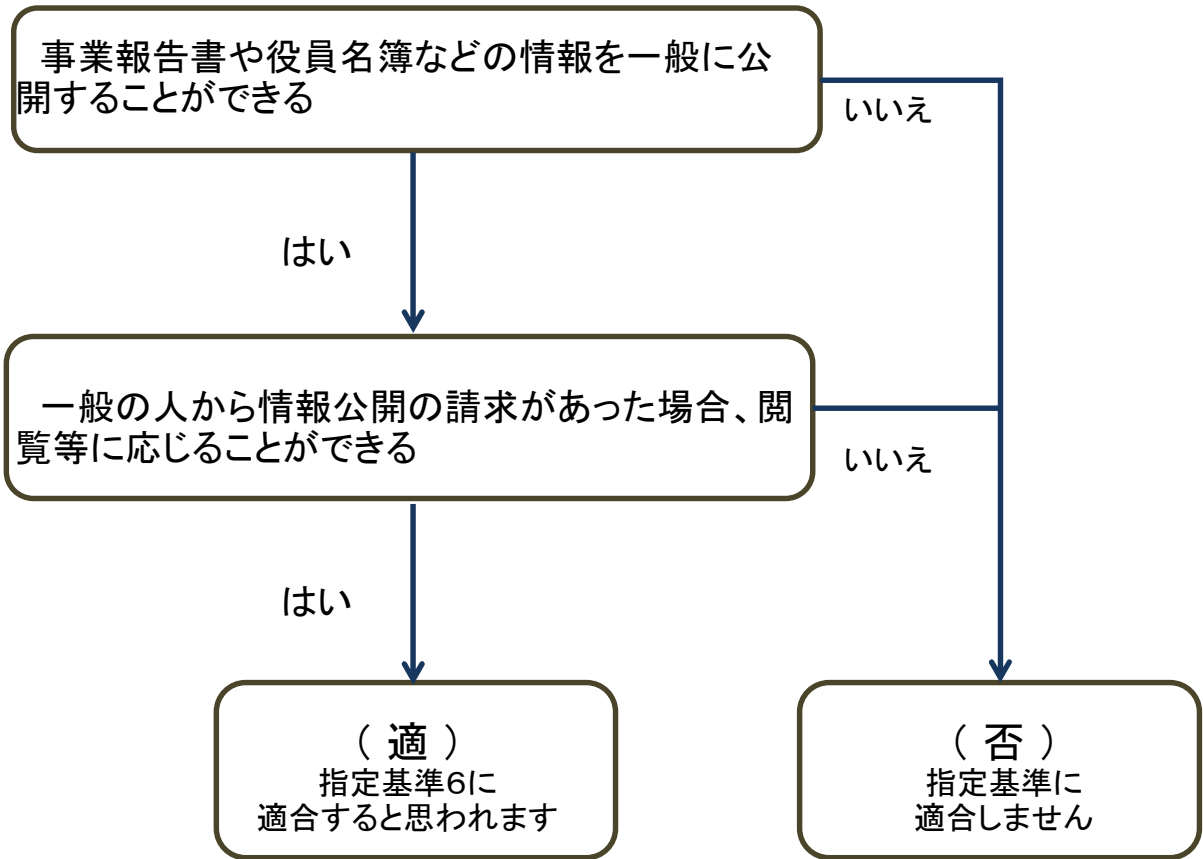 事業報告書や役員名簿などの情報を一般に公
開することができる
いいえ
はい
一般の人から情報公開の請求があった場合、閲
覧等に応じることができる
いいえ
はい
（ 適 ）
指定基準６に
適合すると思われます
（ 否 ）
指定基準に
適合しません